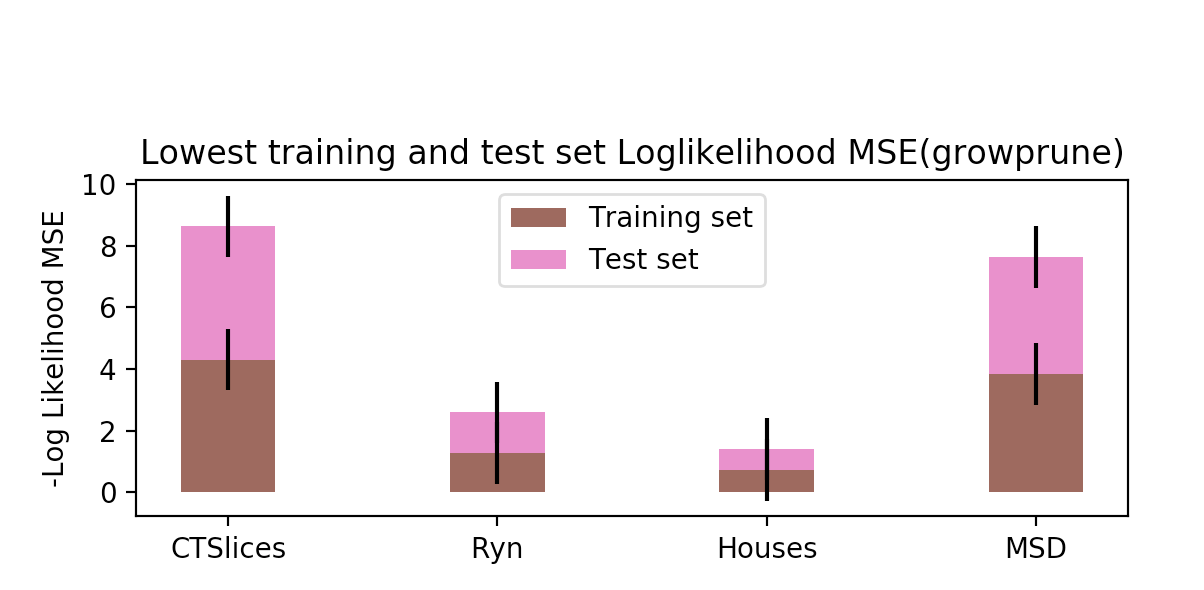 Lowest training and test set Loglikelihood MSE(growprune)
-Log Likelihood MSE
10
8
6
4
2
0
Training set
Test set
CTSlices
Ryn
Houses
MSD